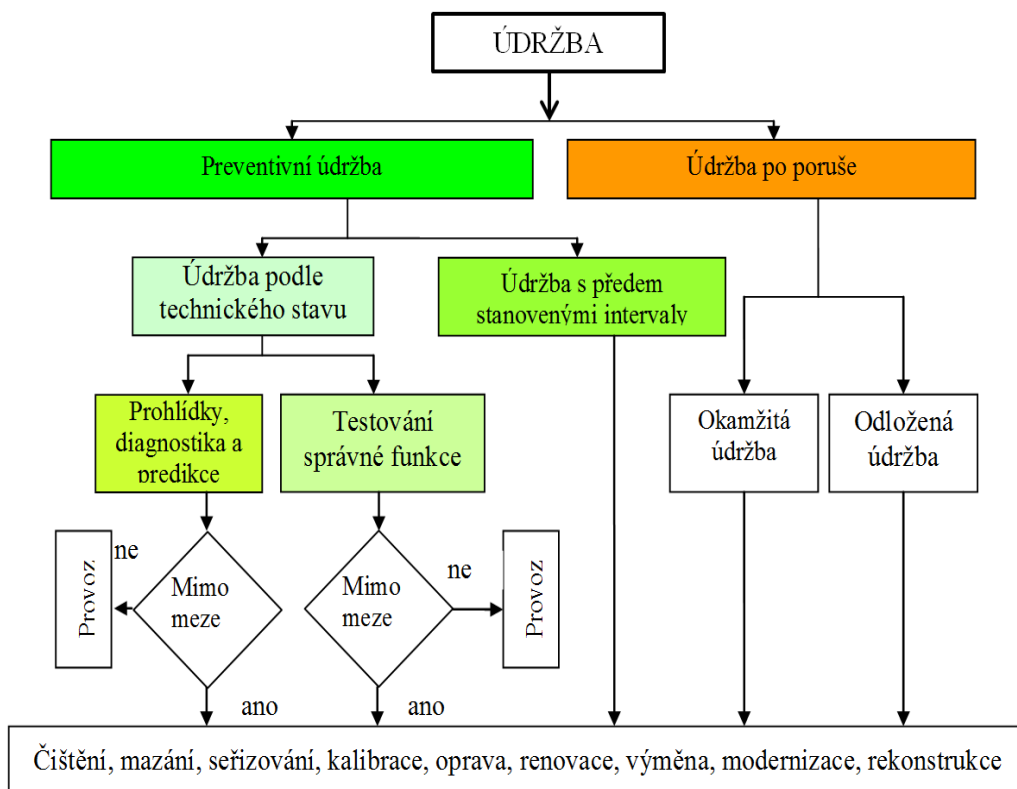 ÚDRŽBA
Preventivní údržba
Údržba po poruše
Údržba podle
technického stavu
Údržba s předem
stanovenými intervaly
Prohlídky,
diagnostika a
predikce
Testování
správné funkce
Okamžitá
údržba
Odložená
údržba
Provoz
ne
Mimo
meze
Mimo
meze
ne
Provoz
ano
ano
Čištění, mazání, seřizování, kalibrace, oprava, renovace, výměna, modernizace, rekonstrukce